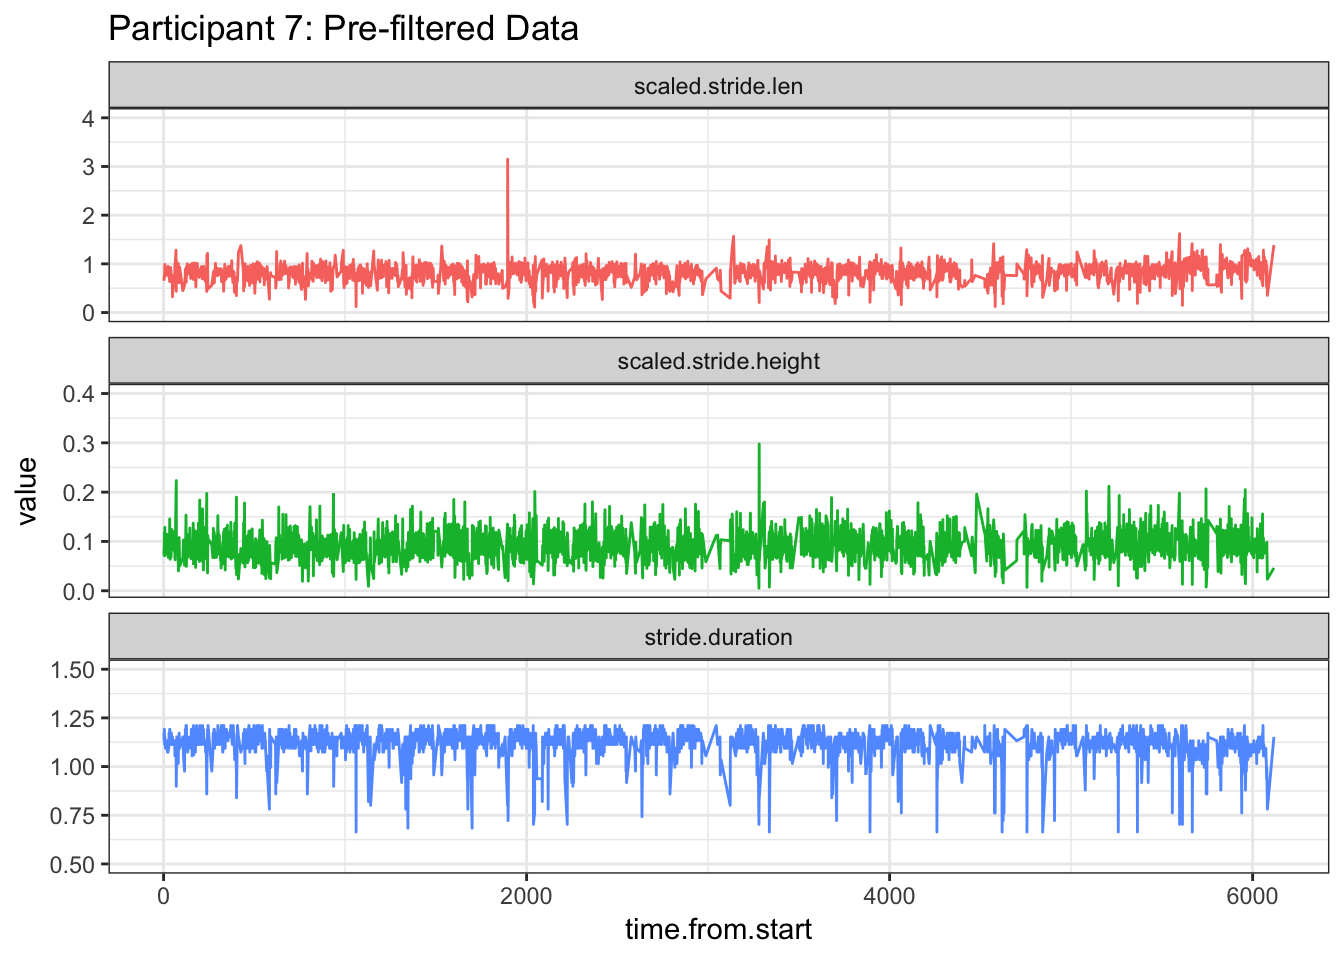 Participant 7: Pre-filtered Data
scaled.stride.len
4
3
2
1
0
scaled.stride.height
0.4
0.3
0.2
0.1
0.0
value
stride.duration
1.50
1.25
1.00
0.75
0.50
0 2000 4000 6000
time.from.start